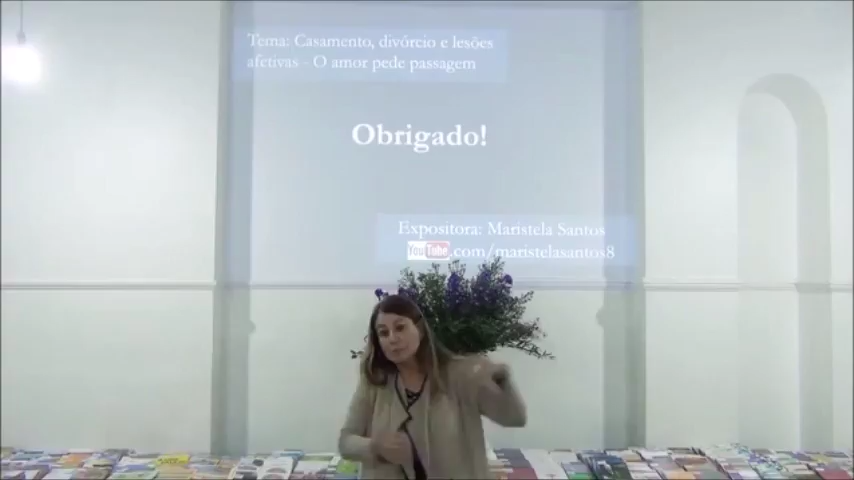 Tema: Casamento, divórcio e lesões
afetivas - O amor pede passagem
Obrigado!
Expositora: Maristela Santos
YouTube.com/maristelasantos8